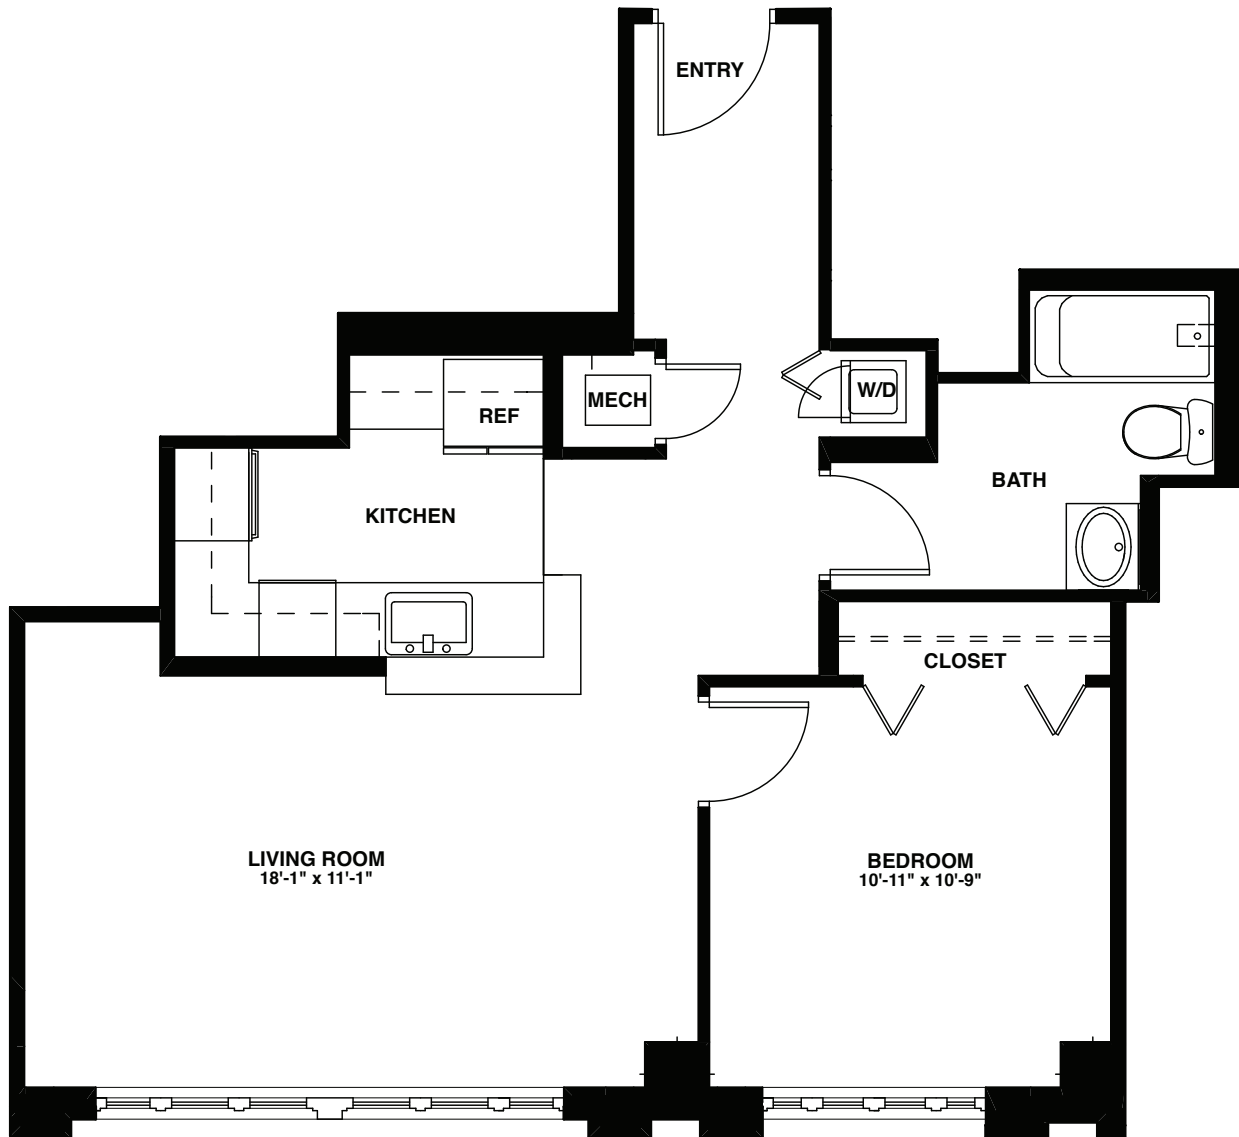 ENTRY
MECH
W/D
REF
BATH
KITCHEN
CLOSET
LIVING ROOM
18'-1" x 11'-1"
BEDROOM
10'-11" x 10'-9"